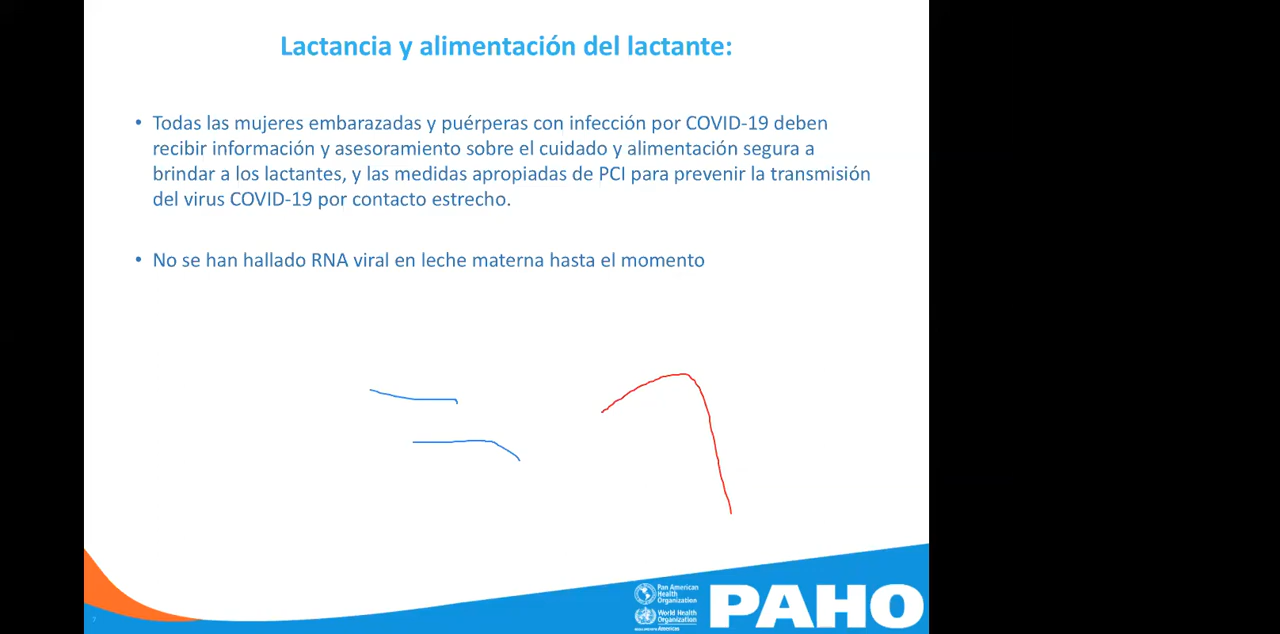 Lactancia y alimentación del lactante:
• Todas las mujeres embarazadas y puérperas con infección por COVID-19 deben
recibir información y asesoramiento sobre el cuidado y alimentación segura a
brindar a los lactantes, y las medidas apropiadas de PCI para prevenir la transmisión
del virus COVID-19 por contacto estrecho.
• No se han hallado RNA viral en leche materna hasta el momento
7
Pan American
Health
Organization
World Health
Organization
PAHO